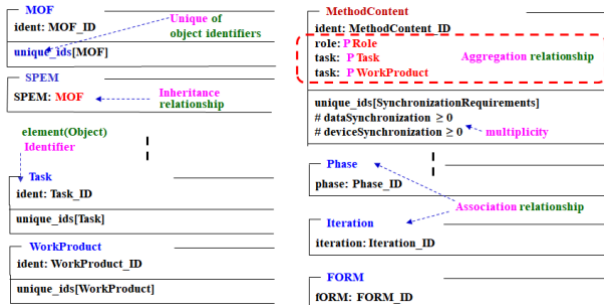 MOF
ident: MOF_ID
Unique of
object identifiers
unique_ids[MOF]
SPEM
SPEM: MOF
Inheritance
relationship
element(Object)
Identifier
Task
ident: Task_ID
unique_ids[Task]
WorkProduct
ident: WorkProduct_ID
unique_ids[WorkProduct]
MethodContent
ident: MethodContent_ID
role: P Role
task: P Task
task: P WorkProduct
Aggregation relationship
unique_ids[SynchronizationRequirements]
# dataSynchronization ≥ 0
# deviceSynchronization ≥ 0
multiplicity
Phase
phase: Phase_ID
Association relationship
Iteration
iteration: Iteration_ID
FORM
fORM: FORM_ID